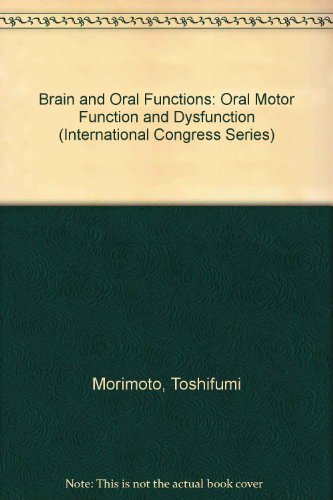 Brain and Oral Functions: Oral Motor
Function and Dysfunction
(International Congress Series)
Morimoto, Toshifumi
Note: This is not the actual book cover